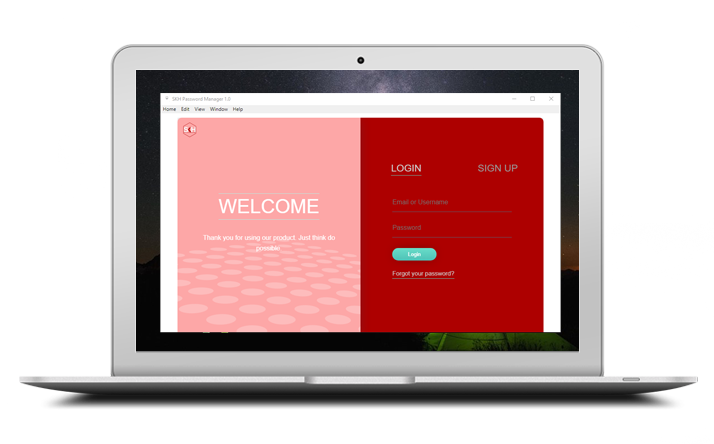 SKH Password Manager 1.0
Home Edit View Window Help
WELCOME
Thank you for using our product. Just think do
possible
LOGIN SIGN UP
Email or Username
Password
Login
Forgot your password?